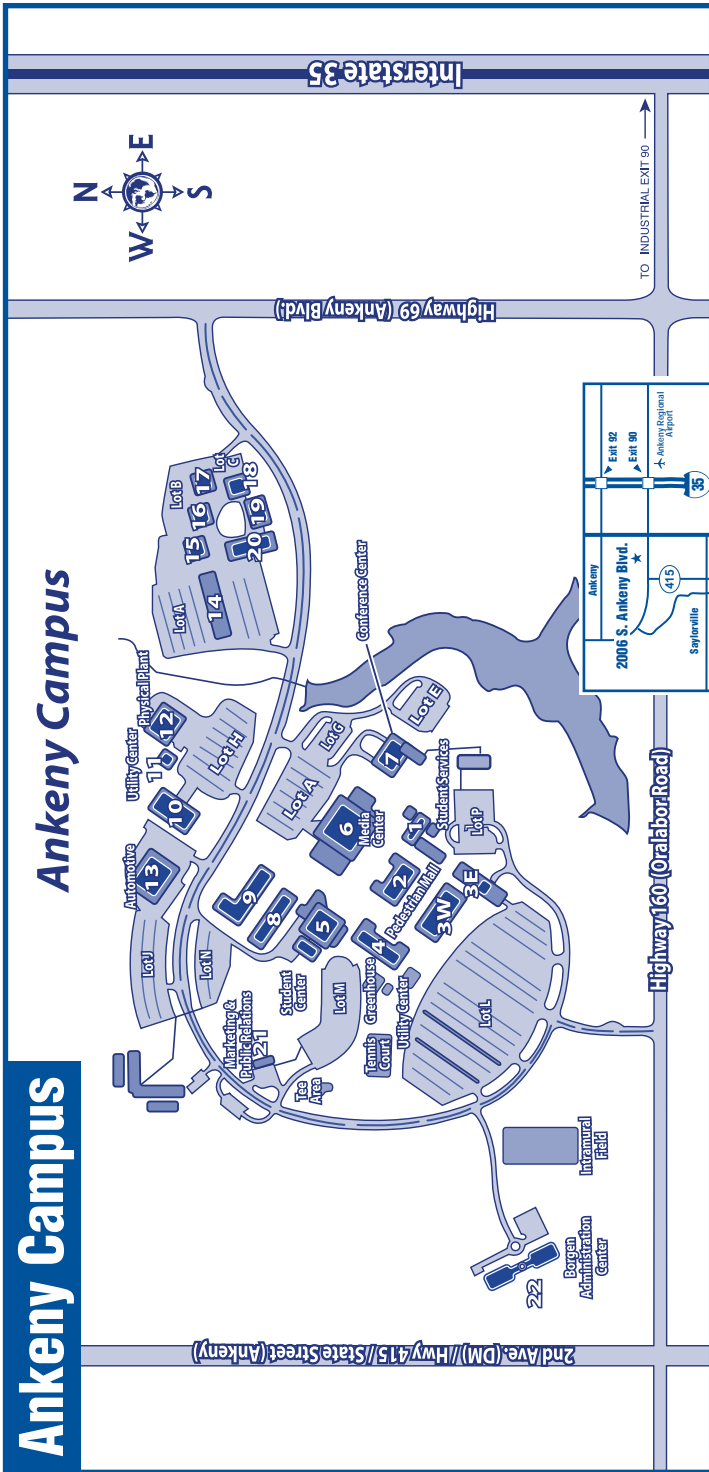 Ankeny Campus
Ankeny Campus
N
W
E
S
Interstate 35
Highway 69 (Ankeny Blvd.)
TO INDUSTRIAL EXIT 90
2nd Ave. (DM) / Hwy 415 / State Street (Ankeny)
Highway 160 (Oralabor Road)
Automotive
13
Utility Center
11
Physical Plant
12
10
Lot J
Lot N
Lot H
Lot A
14
15
16
17
Lot B
Lot
C
18
19
20
Marketing &
Public Relations
21
Tee
Area
Student
Center
Lot M
9
8
5
6
Media
Center
Lot A
Lot G
Lot E
Conference Center
7
1
Student Services
Lot P
2
Pedestrian Mall
3W
3E
4
Greenhouse
Utility Center
Tennis
Court
Lot L
Intramural
Field
22
Borgen
Administration
Center
Ankeny
Exit 92
Exit 90
2006 S. Ankeny Blvd.
Ankeny Regional
Airport
415
35
Saylorville